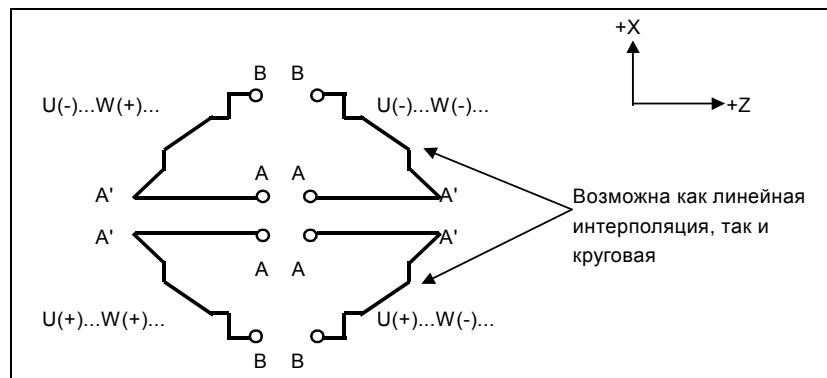 +X
B B
U(-)...W(+)... U(-)...W(-)...
+Z
A A
A' A'
Возможна как линейная
интерполяция, так и
круговая
A' A'
A A
U(+)...W(+)... U(+)...W(-)...
B B